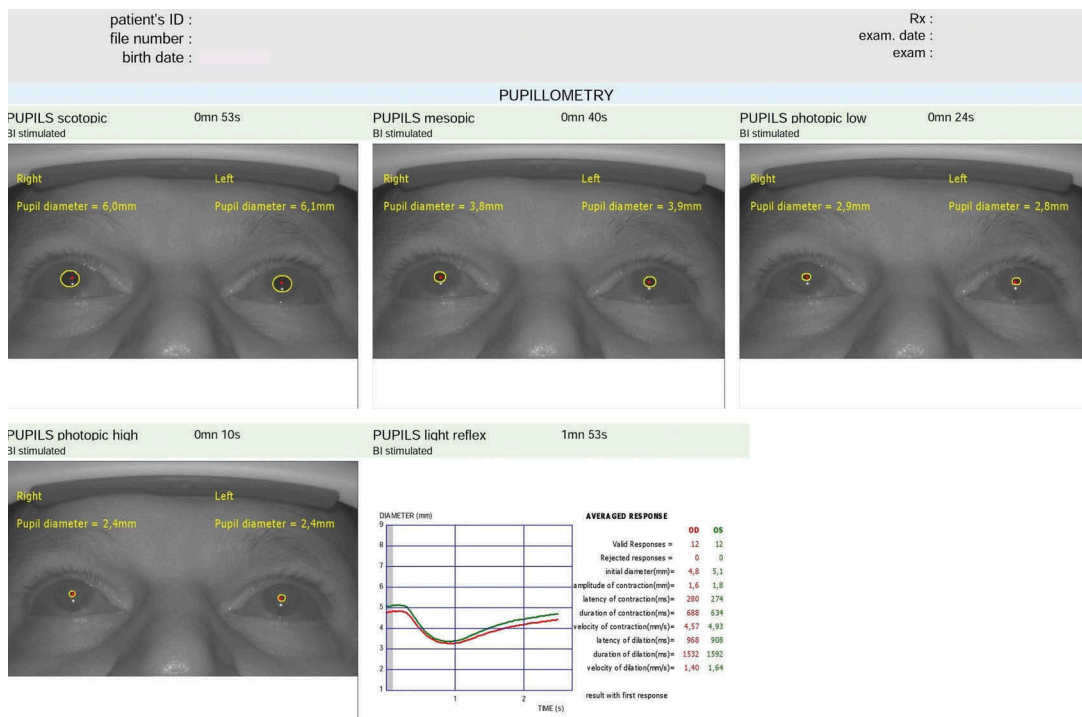 patient's ID :
file number :
birth date :
Rx :
exam. date :
exam :
PUPILLOMETRY
PUPILS scotopic 0mn 53s
BI stimulated
Right Left
Pupil diameter = 6,0mm Pupil diameter = 6,1mm
PUPILS mesopic 0mn 40s
BI stimulated
Right Left
Pupil diameter = 3,8mm Pupil diameter = 3,9mm
PUPILS photopic low 0mn 24s
BI stimulated
Right Left
Pupil diameter = 2,9mm Pupil diameter = 2,8mm
PUPILS photopic high 0mn 10s
BI stimulated
Right Left
Pupil diameter = 2,4mm Pupil diameter = 2,4mm
PUPILS light reflex 1mn 53s
BI stimulated
DIAMETER (mm)
9
8
7
6
5
4
3
2
1
1 2
TIME (s)
AVERAGED RESPONSE
OD OS
Valid Responses = 12 12
Rejected responses = 0 0
initial diameter(mm)= 4,8 5,1
amplitude of contraction(mm)= 1,6 1,8
latency of contraction(ms)= 280 274
duration of contraction(ms)= 688 634
velocity of contraction(mm/s)= 4,57 4,93
latency of dilation(ms)= 968 908
duration of dilation(ms)= 1532 1592
velocity of dilation(mm/s)= 1,40 1,64
result with first response